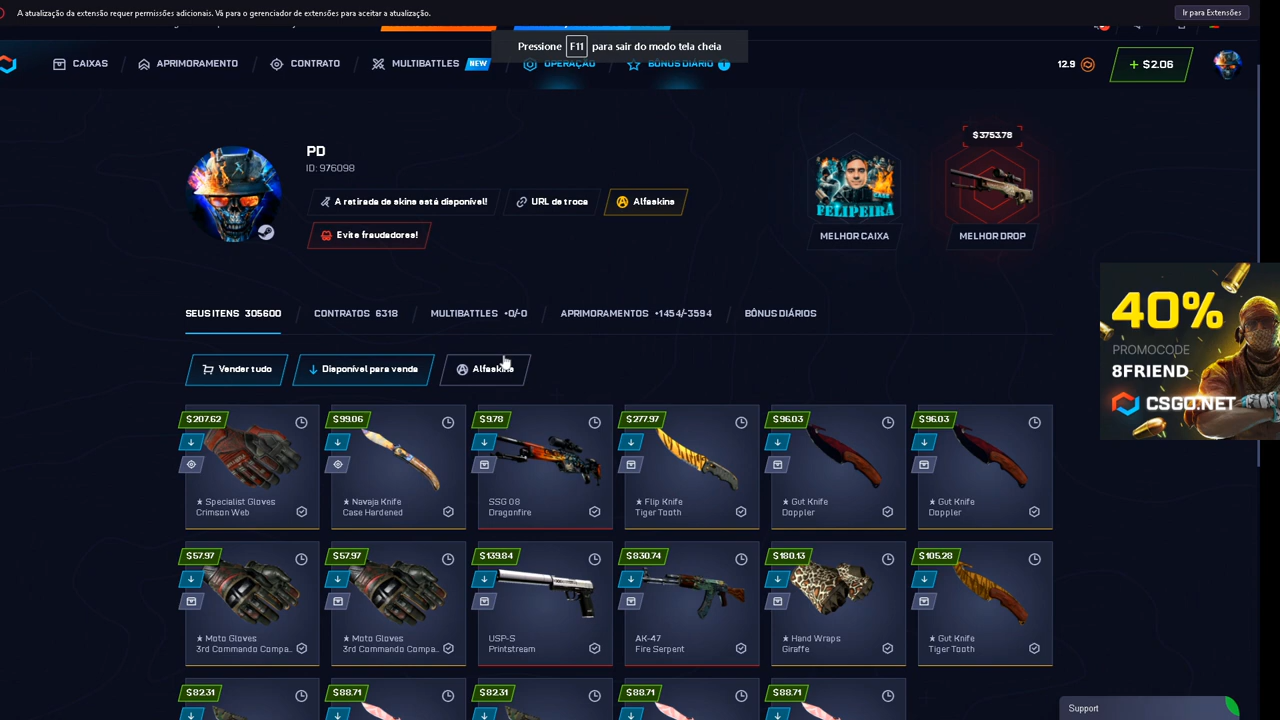 A atualização da extensão requer permissões adicionais. Vá para o gerenciador de extensões para aceitar a atualização.
Ir para Extensões
Pressione F11 para sair do modo tela cheia
CAIXAS
APRIMORAMENTO
CONTRATO
MULTIBATTLES NEW
OPERAÇÃO
BÔNUS DIÁRIO
12.9
+ $2.06
PD
ID: 976098
A retirada de skins está disponível!
URL de troca
Alfaskins
Evite fraudadores!
FELIPEIRA
MELHOR CAIXA
$3753.78
MELHOR DROP
SEUS ITENS 305600
CONTRATOS 6318
MULTIBATTLES +0/-0
APRIMORAMENTOS +1454/-3594
BÔNUS DIÁRIOS
40%
PROMOCODE
8FRIEND
CSGO.NET
Vender tudo
Disponível para venda
Alfaskins
$207.62
★ Specialist Gloves
Crimson Web
$99.06
★ Navaja Knife
Case Hardened
$9.78
SSG 08
Dragonfire
$277.97
★ Flip Knife
Tiger Tooth
$96.03
★ Gut Knife
Doppler
$96.03
★ Gut Knife
Doppler
$57.97
★ Moto Gloves
3rd Commando Compa..
$57.97
★ Moto Gloves
3rd Commando Compa..
$139.84
USP-S
Printstream
$830.74
AK-47
Fire Serpent
$180.13
★ Hand Wraps
Giraffe
$105.28
★ Gut Knife
Tiger Tooth
$82.31
$88.71
$82.31
$88.71
$88.71
Support